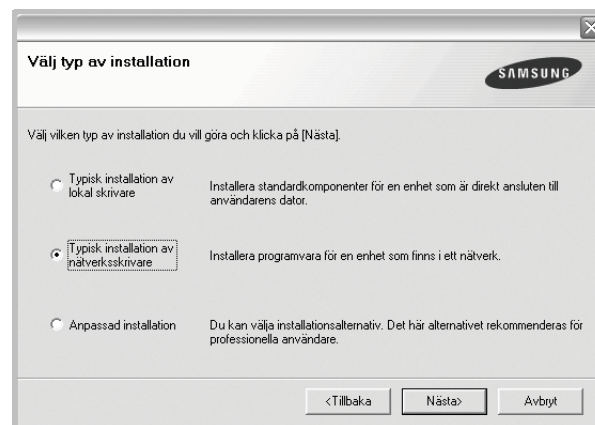 Välj typ av installation
SAMSUNG
Välj vilken typ av installation du vill göra och klicka på [Nästa].
Typisk installation av
lokal skrivare
Installera standardkomponenter för en enhet som är direkt ansluten till
användarens dator.
Typisk installation av
nätverksskrivare
Installera programvara för en enhet som finns i ett nätverk.
Anpassad installation
Du kan välja installationsalternativ. Det här alternativet rekommenderas för
professionella användare.
<Tillbaka
Nästa>
Avbryt